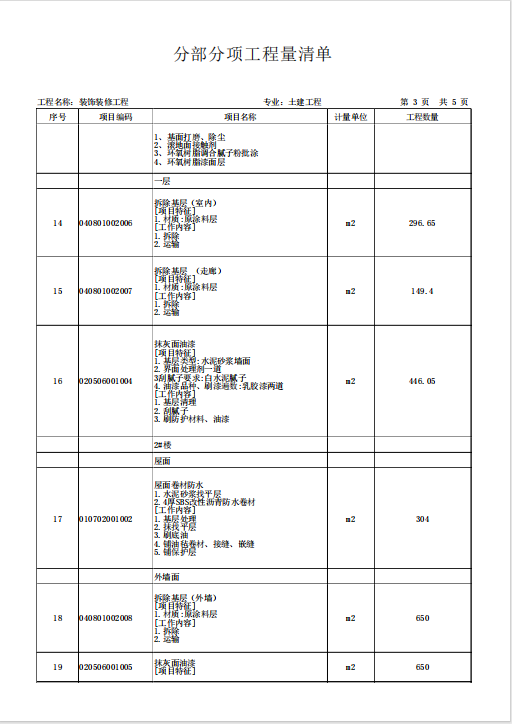 分部分项工程量清单
工程名称：装饰装修工程 专业：土建工程 第 3 页 共 5 页
序号 项目编码 项目名称 计量单位 工程数量
1、基面打磨、除尘
2、滚地面接触剂
3、环氧树脂调合腻子粉批涂
4、环氧树脂漆面层
一层
14 040801002006 拆除基层（室内） m2 296.65
[项目特征]
1.材质:原涂料层
[工作内容]
1.拆除
2.运输
15 040801002007 拆除基层 （走廊） m2 149.4
[项目特征]
1.材质:原涂料层
[工作内容]
1.拆除
2.运输
16 020506001004 抹灰面油漆 m2 446.05
[项目特征]
1.基层类型:水泥砂浆墙面
2.界面处理剂一道
3刮腻子要求:白水泥腻子
4.油漆品种、刷漆遍数:乳胶漆两道
[工作内容]
1.基层清理
2.刮腻子
3.刷防护材料、油漆
2#楼
屋面
17 010702001002 屋面卷材防水 m2 304
1.水泥砂浆找平层
2.4厚SBS改性沥青防水卷材
[工作内容]
1.基层处理
2.抹找平层
3.刷底油
4.铺油毡卷材、接缝、嵌缝
5.铺保护层
外墙面
18 040801002008 拆除基层（外墙） m2 650
[项目特征]
1.材质:原涂料层
[工作内容]
1.拆除
2.运输
19 020506001005 抹灰面油漆 m2 650
[项目特征]